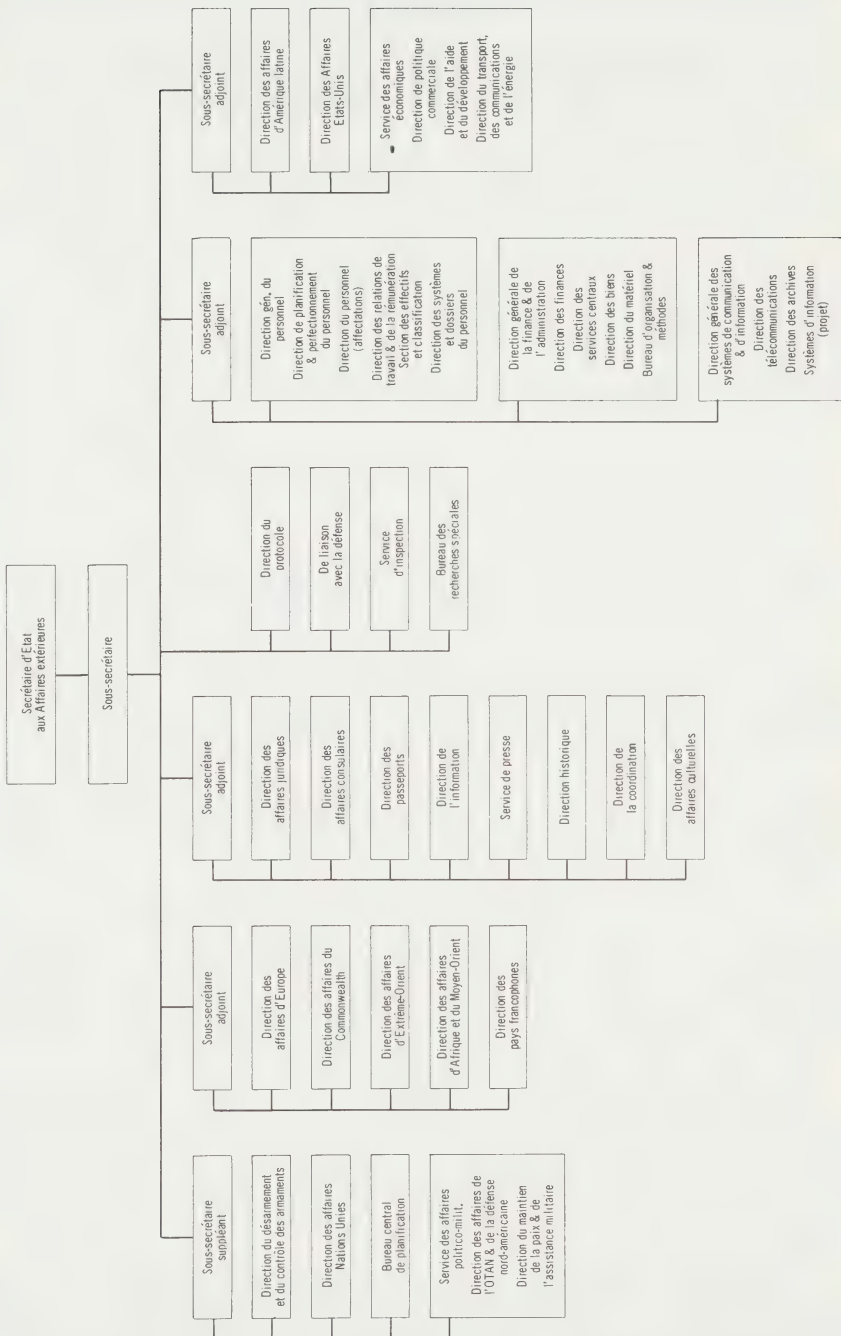 Secrétaire d'Etat
aux Affaires extérieures
Sous-secrétaire
Sous-secrétaire
suppléant
Direction du désarmement
et du contrôle des armaments
Direction des affaires
Nations Unies
Bureau central
de planification
Service des affaires
politico-milit.
Direction des affaires de
l'OTAN & de la défense
nord-américaine
Direction du maintien
de la paix & de
l'assistance militaire
Sous-secrétaire
adjoint
Direction des
affaires d'Europe
Direction des affaires du
Commonwealth
Direction des affaires
d'Extrême-Orient
Direction des affaires
d'Afrique et du Moyen-Orient
Direction des
pays francophones
Sous-secrétaire
adjoint
Direction des
affaires juridiques
Direction des
affaires consulaires
Direction des
passeports
Direction de
l'information
Service de presse
Direction historique
Direction de
la coordination
Direction des
affaires culturelles
Direction du
protocole
De liaison
avec la défense
Service
d'inspection
Bureau des
recherches spéciales
Sous-secrétaire
adjoint
Direction gén. du
personnel
Direction de planification
& perfectionnement
du personnel
Direction du personnel
(affectations)
Direction des relations de
travail & de la rémunération
Section des effectifs
et classification
Direction des systèmes
et dossiers
du personnel
Direction générale de
la finance & de
l'administration
Direction des finances
Direction des
services centraux
Direction des biens
Direction du matériel
Bureau d'organisation &
méthodes
Direction générale des
systèmes de communication
& d'information
Direction des
télécommunications
Direction des archives
Systèmes d'information
(projet)
Sous-secrétaire
adjoint
Direction des affaires
d'Amérique latine
Direction des Affaires
Etats-Unis
Service des affaires
économiques
Direction de politique
commerciale
Direction de l'aide
et du développement
Direction du transport,
des communications
et de l'énergie